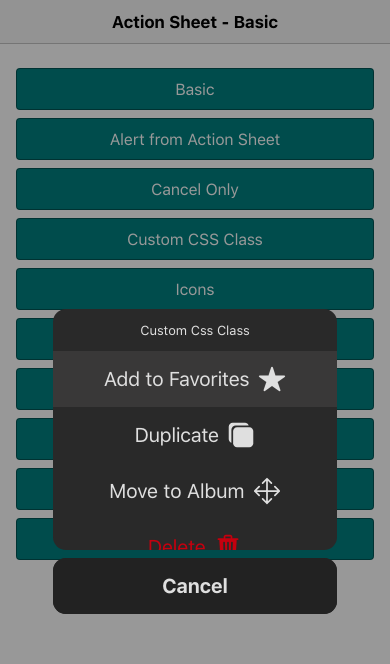 Action Sheet - Basic
Basic
Alert from Action Sheet
Cancel Only
Custom CSS Class
Icons
Custom Css Class
Add to Favorites
Duplicate
Move to Album
Delete
Cancel